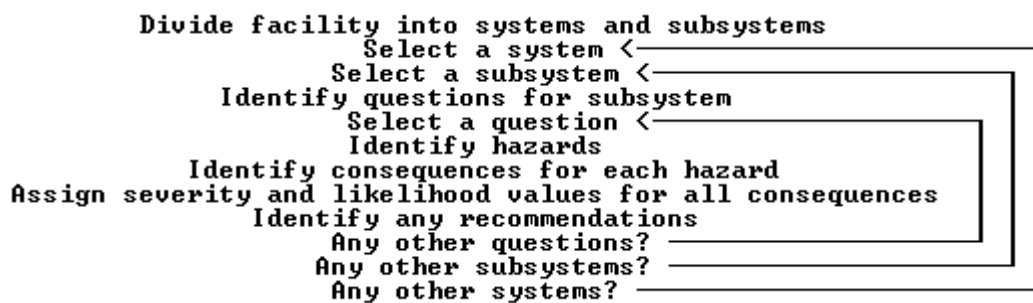 Divide facility into systems and subsystems
Select a system <
Select a subsystem <
Identify questions for subsystem
Select a question <
Identify hazards
Identify consequences for each hazard
Assign severity and likelihood values for all consequences
Identify any recommendations
Any other questions?
Any other subsystems?
Any other systems?